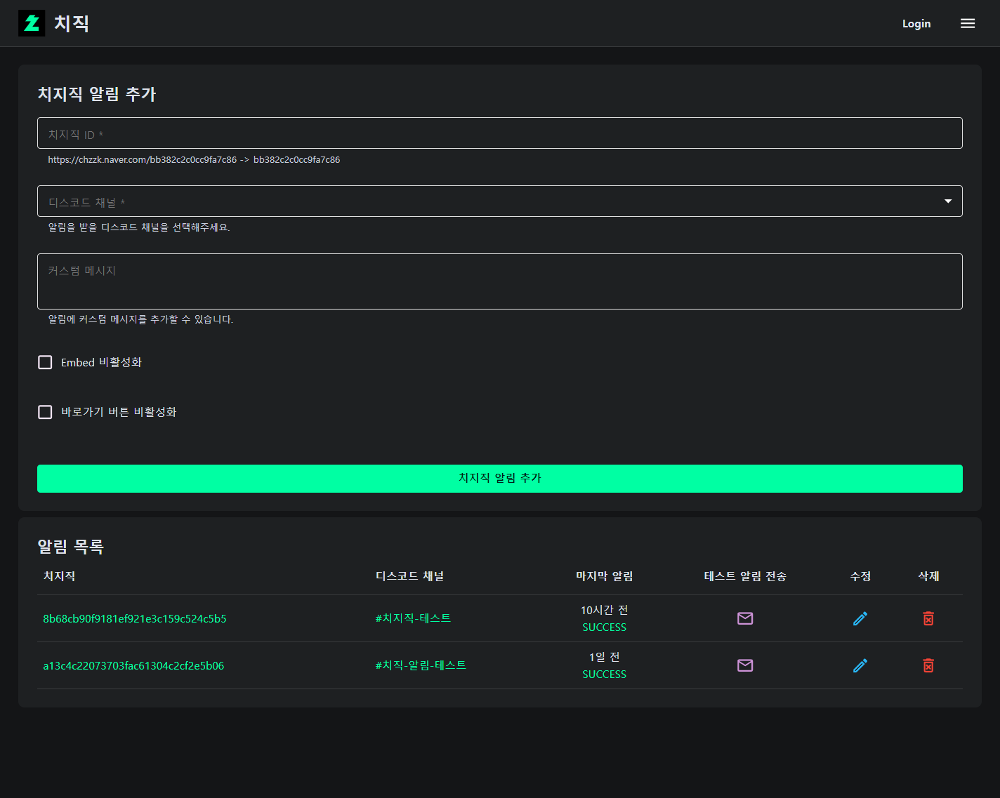 치직
Login
치지직 알림 추가
치지직 ID *
https://chzzk.naver.com/bb382c2c0cc9fa7c86 -> bb382c2c0cc9fa7c86
디스코드 채널 *
알림을 받을 디스코드 채널을 선택해주세요.
커스텀 메시지
알림에 커스텀 메시지를 추가할 수 있습니다.
Embed 비활성화
바로가기 버튼 비활성화
치지직 알림 추가
알림 목록
치지직 디스코드 채널 마지막 알림 테스트 알림 전송 수정 삭제
8b68cb90f9181ef921e3c159c524c5b5 #치지직-테스트 10시간 전
SUCCESS
a13c4c22073703fac61304c2cf2e5b06 #치직-알림-테스트 1일 전
SUCCESS